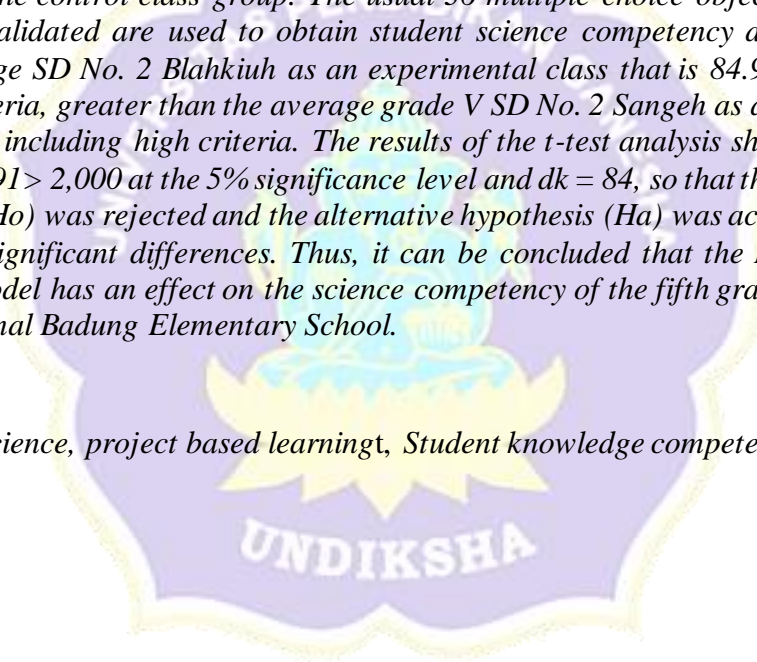 he control class group. The usual 30 multiple choice objec
alidated are used to obtain student science competency a
ge SD No. 2 Blahkiuh as an experimental class that is 84.9
eria, greater than the average grade V SD No. 2 Sangeh as a
including high criteria. The results of the t-test analysis sh
91> 2,000 at the 5% significance level and dk = 84, so that th
Ho) was rejected and the alternative hypothesis (Ha) was ac
ignificant differences. Thus, it can be concluded that the
odel has an effect on the science competency of the fifth gra
nal Badung Elementary School.
cience, project based learningt, Student knowledge compete
UNDIKSHA